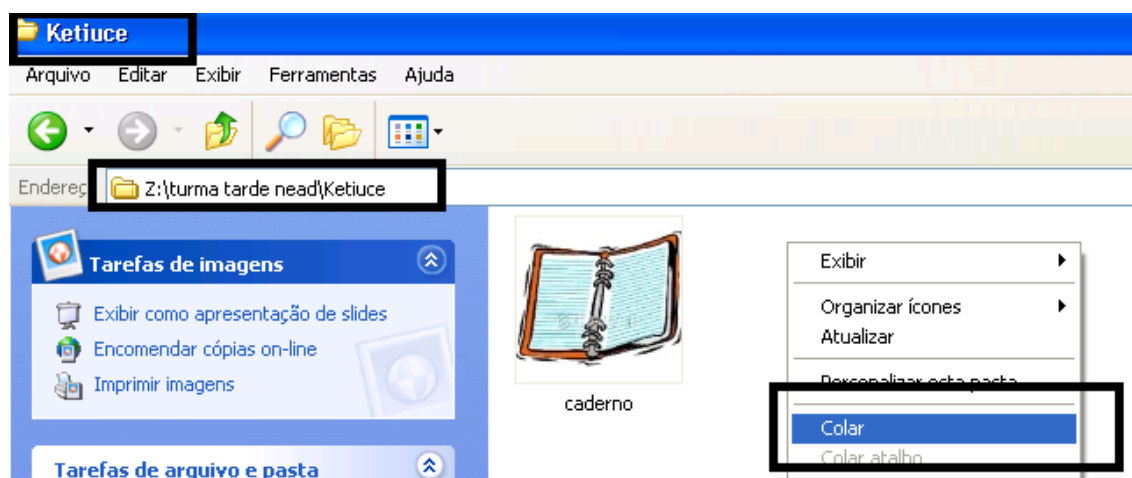 Ketiuce
Arquivo Editar Exibir Ferramentas Ajuda
Endereç Z:\turma tarde nead\Ketiuce
Tarefas de imagens
Exibir como apresentação de slides
Encomendar cópias on-line
Imprimir imagens
Tarefas de arquivo e pasta
caderno
Exibir
Organizar ícones
Atualizar
Personalizar esta pasta
Colar
Colar atalho